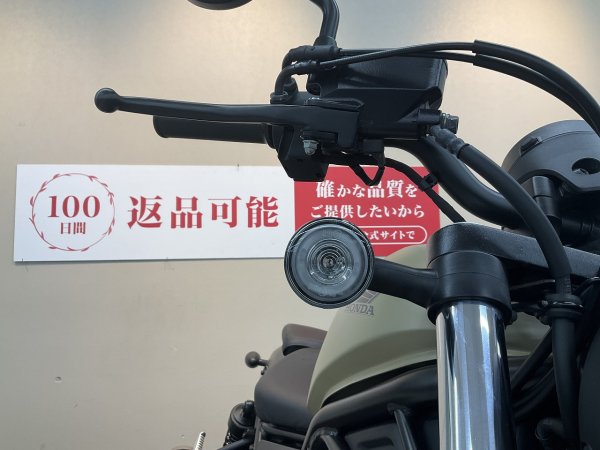 100
日間
返品可能
確かな品質を
ご提供したいから
式サイトで
HONDA